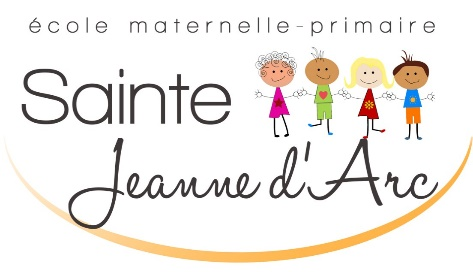 école maternelle-primaire
Sainte
Jeanne d'Arc